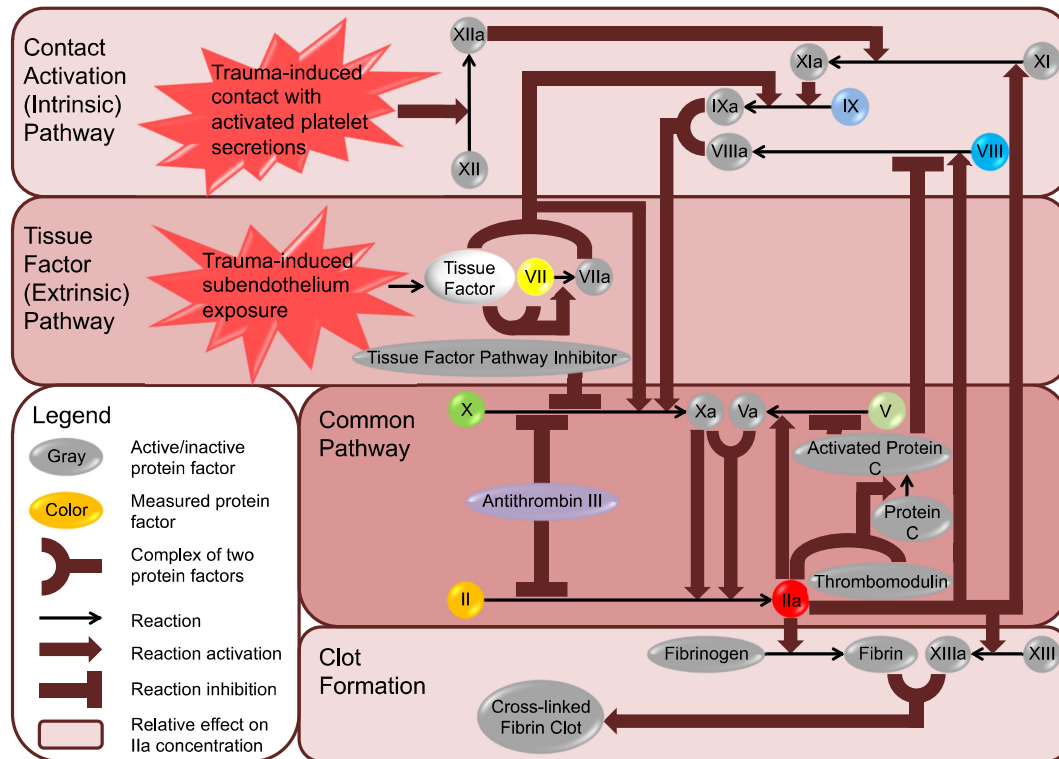 Contact
Activation
(Intrinsic)
Pathway
Trauma-induced
contact with
activated platelet
secretions
XIIa
XII
XIa
XI
IXa
IX
VIIIa
VIII
Tissue
Factor
(Extrinsic)
Pathway
Trauma-induced
subendothelium
exposure
Tissue
Factor
VII
VIIa
Tissue Factor Pathway Inhibitor
Common
Pathway
X
Xa
Va
V
Activated Protein
C
Protein
C
Antithrombin III
Thrombomodulin
II
IIa
Clot
Formation
Fibrinogen
Fibrin
XIIIa
XIII
Cross-linked
Fibrin Clot
Legend
Gray
Active/inactive
protein factor
Color
Measured protein
factor
Complex of two
protein factors
Reaction
Reaction activation
Reaction inhibition
Relative effect on
IIa concentration